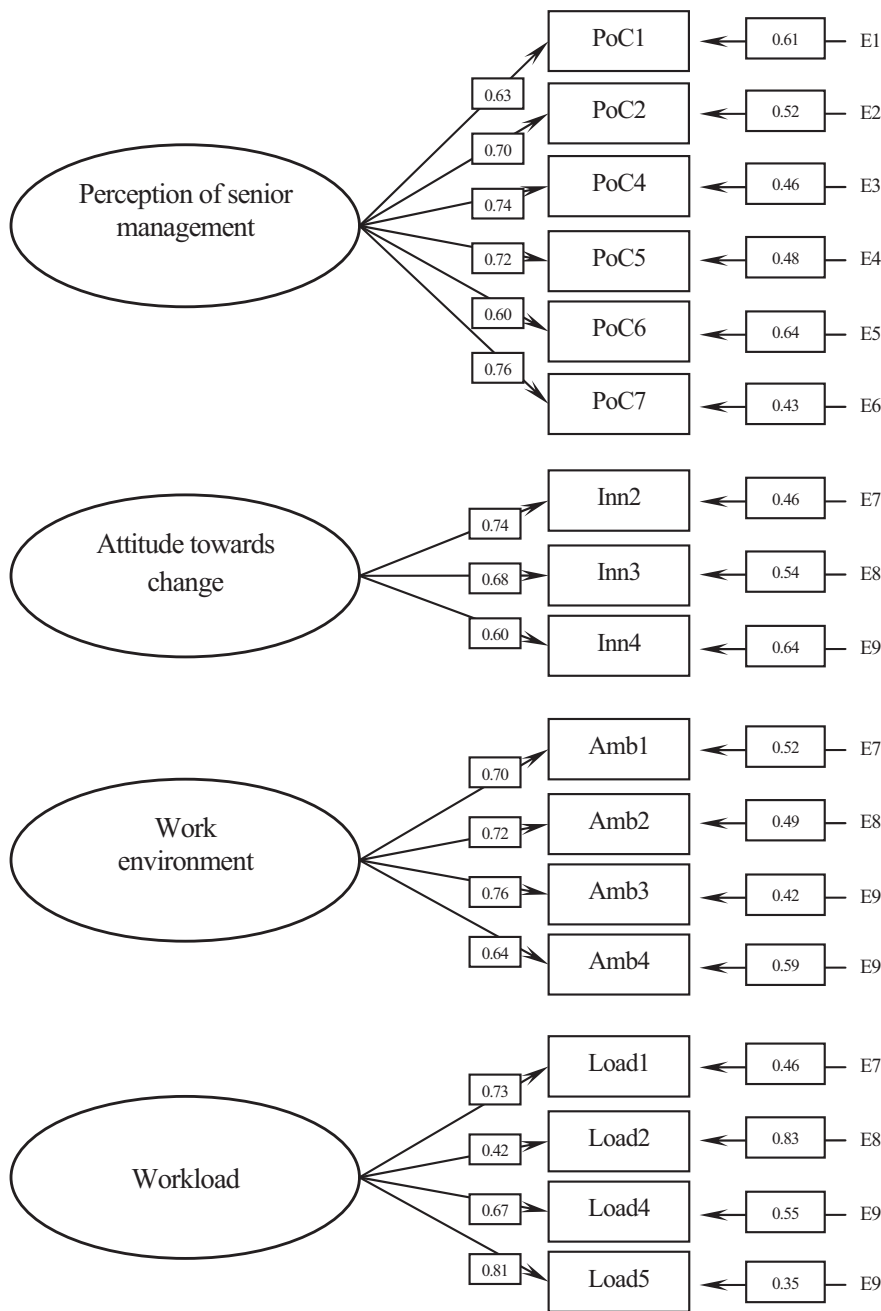 PoC1
0.61
E1
0.63
PoC2
0.52
E2
0.70
Perception of senior
management
PoC4
0.46
E3
0.74
PoC5
0.48
E4
0.72
PoC6
0.64
E5
0.60
PoC7
0.43
E6
0.76
Inn2
0.46
E7
0.74
Attitude towards
change
Inn3
0.54
E8
0.68
Inn4
0.64
E9
0.60
Amb1
0.52
E7
0.70
Work
environment
Amb2
0.49
E8
0.72
Amb3
0.42
E9
0.76
Amb4
0.59
E9
0.64
Load1
0.46
E7
0.73
Load2
0.83
E8
0.42
Workload
Load4
0.55
E9
0.67
Load5
0.35
E9
0.81